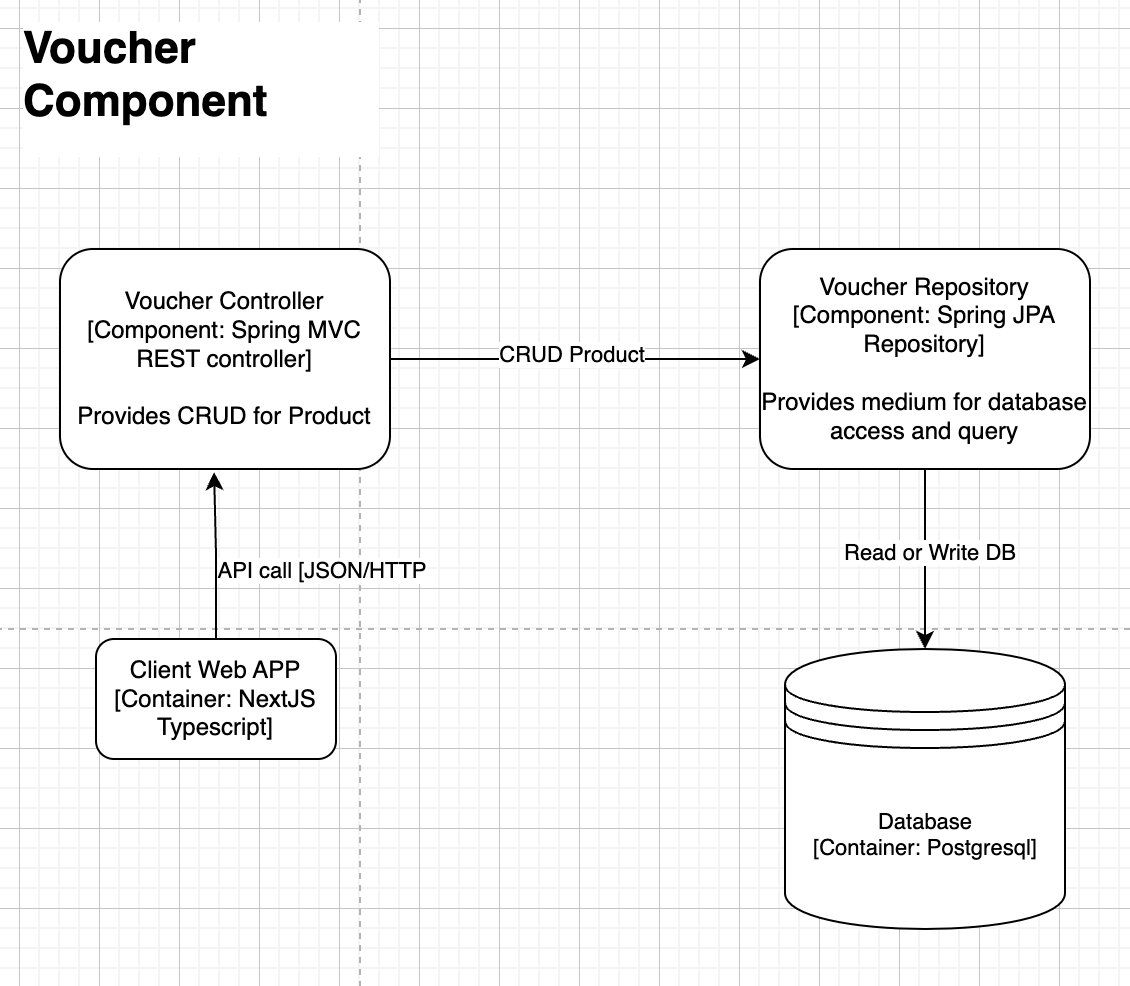 Voucher
Component
Voucher Controller
[Component: Spring MVC
REST controller]
Provides CRUD for Product
CRUD Product
Voucher Repository
[Component: Spring JPA
Repository]
Provides medium for database
access and query
API call [JSON/HTTP
Read or Write DB
Client Web APP
[Container: NextJS
Typescript]
Database
[Container: Postgresql]